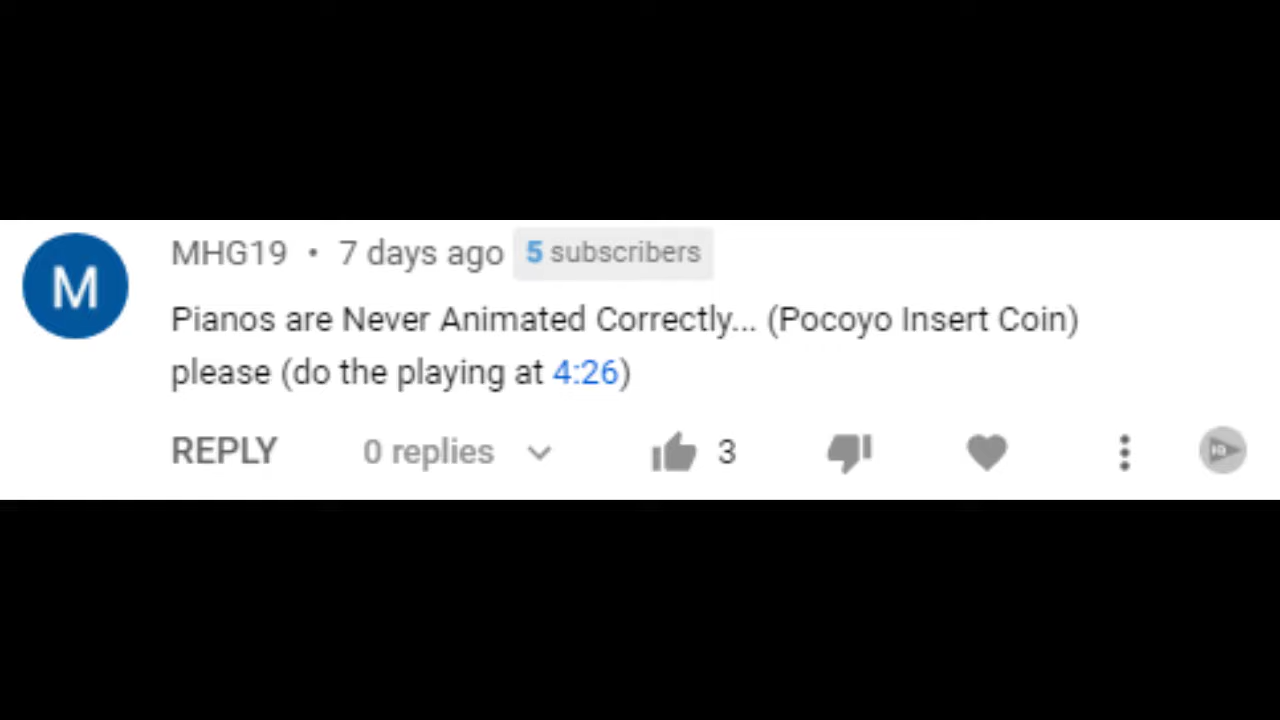 M
MHG19 • 7 days ago 5 subscribers
Pianos are Never Animated Correctly... (Pocoyo Insert Coin)
please (do the playing at 4:26)
REPLY 0 replies 3